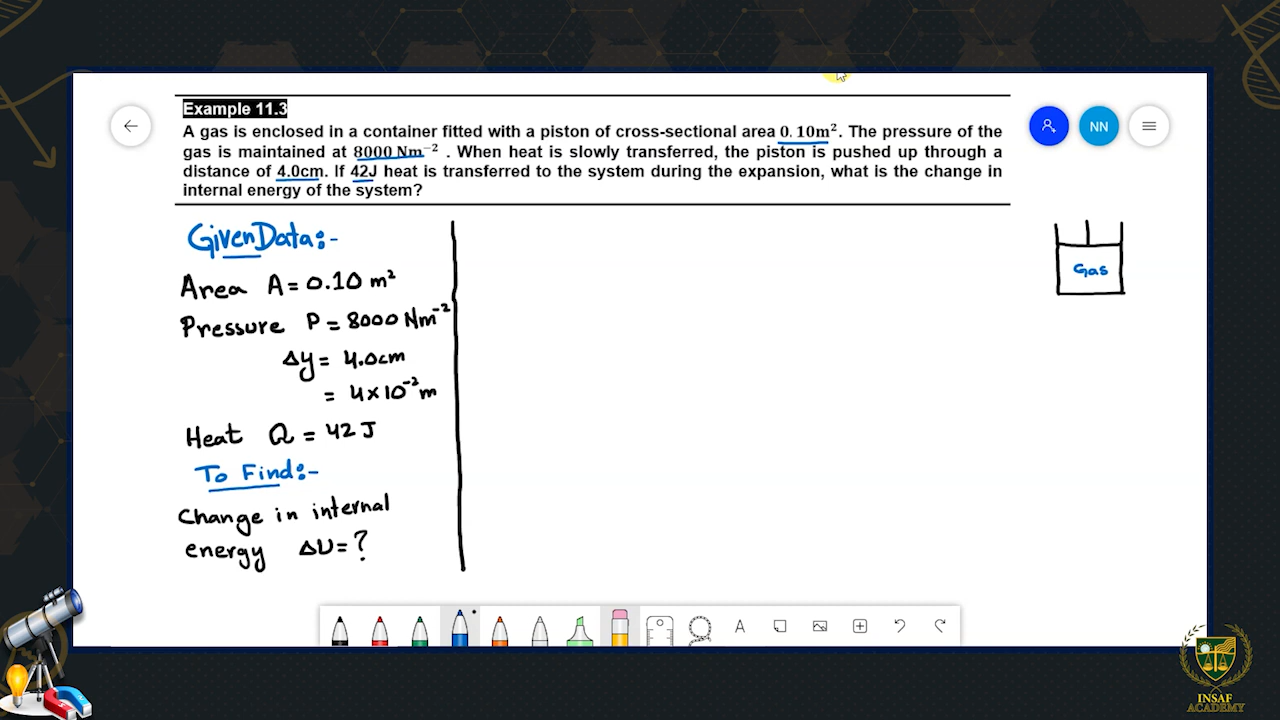 Example 11.3
A gas is enclosed in a container fitted with a piston of cross-sectional area 0.10m². The pressure of the
gas is maintained at 8000 Nm⁻² . When heat is slowly transferred, the piston is pushed up through a
distance of 4.0cm. If 42J heat is transferred to the system during the expansion, what is the change in
internal energy of the system?
NN
Given Data:-
Area A = 0.10 m²
Pressure P = 8000 Nm⁻²
Δy = 4.0cm
= 4×10⁻² m
Heat Q = 42 J
To Find:-
Change in internal
energy ΔU = ?
Gas
A
INSAF
ACADEMY